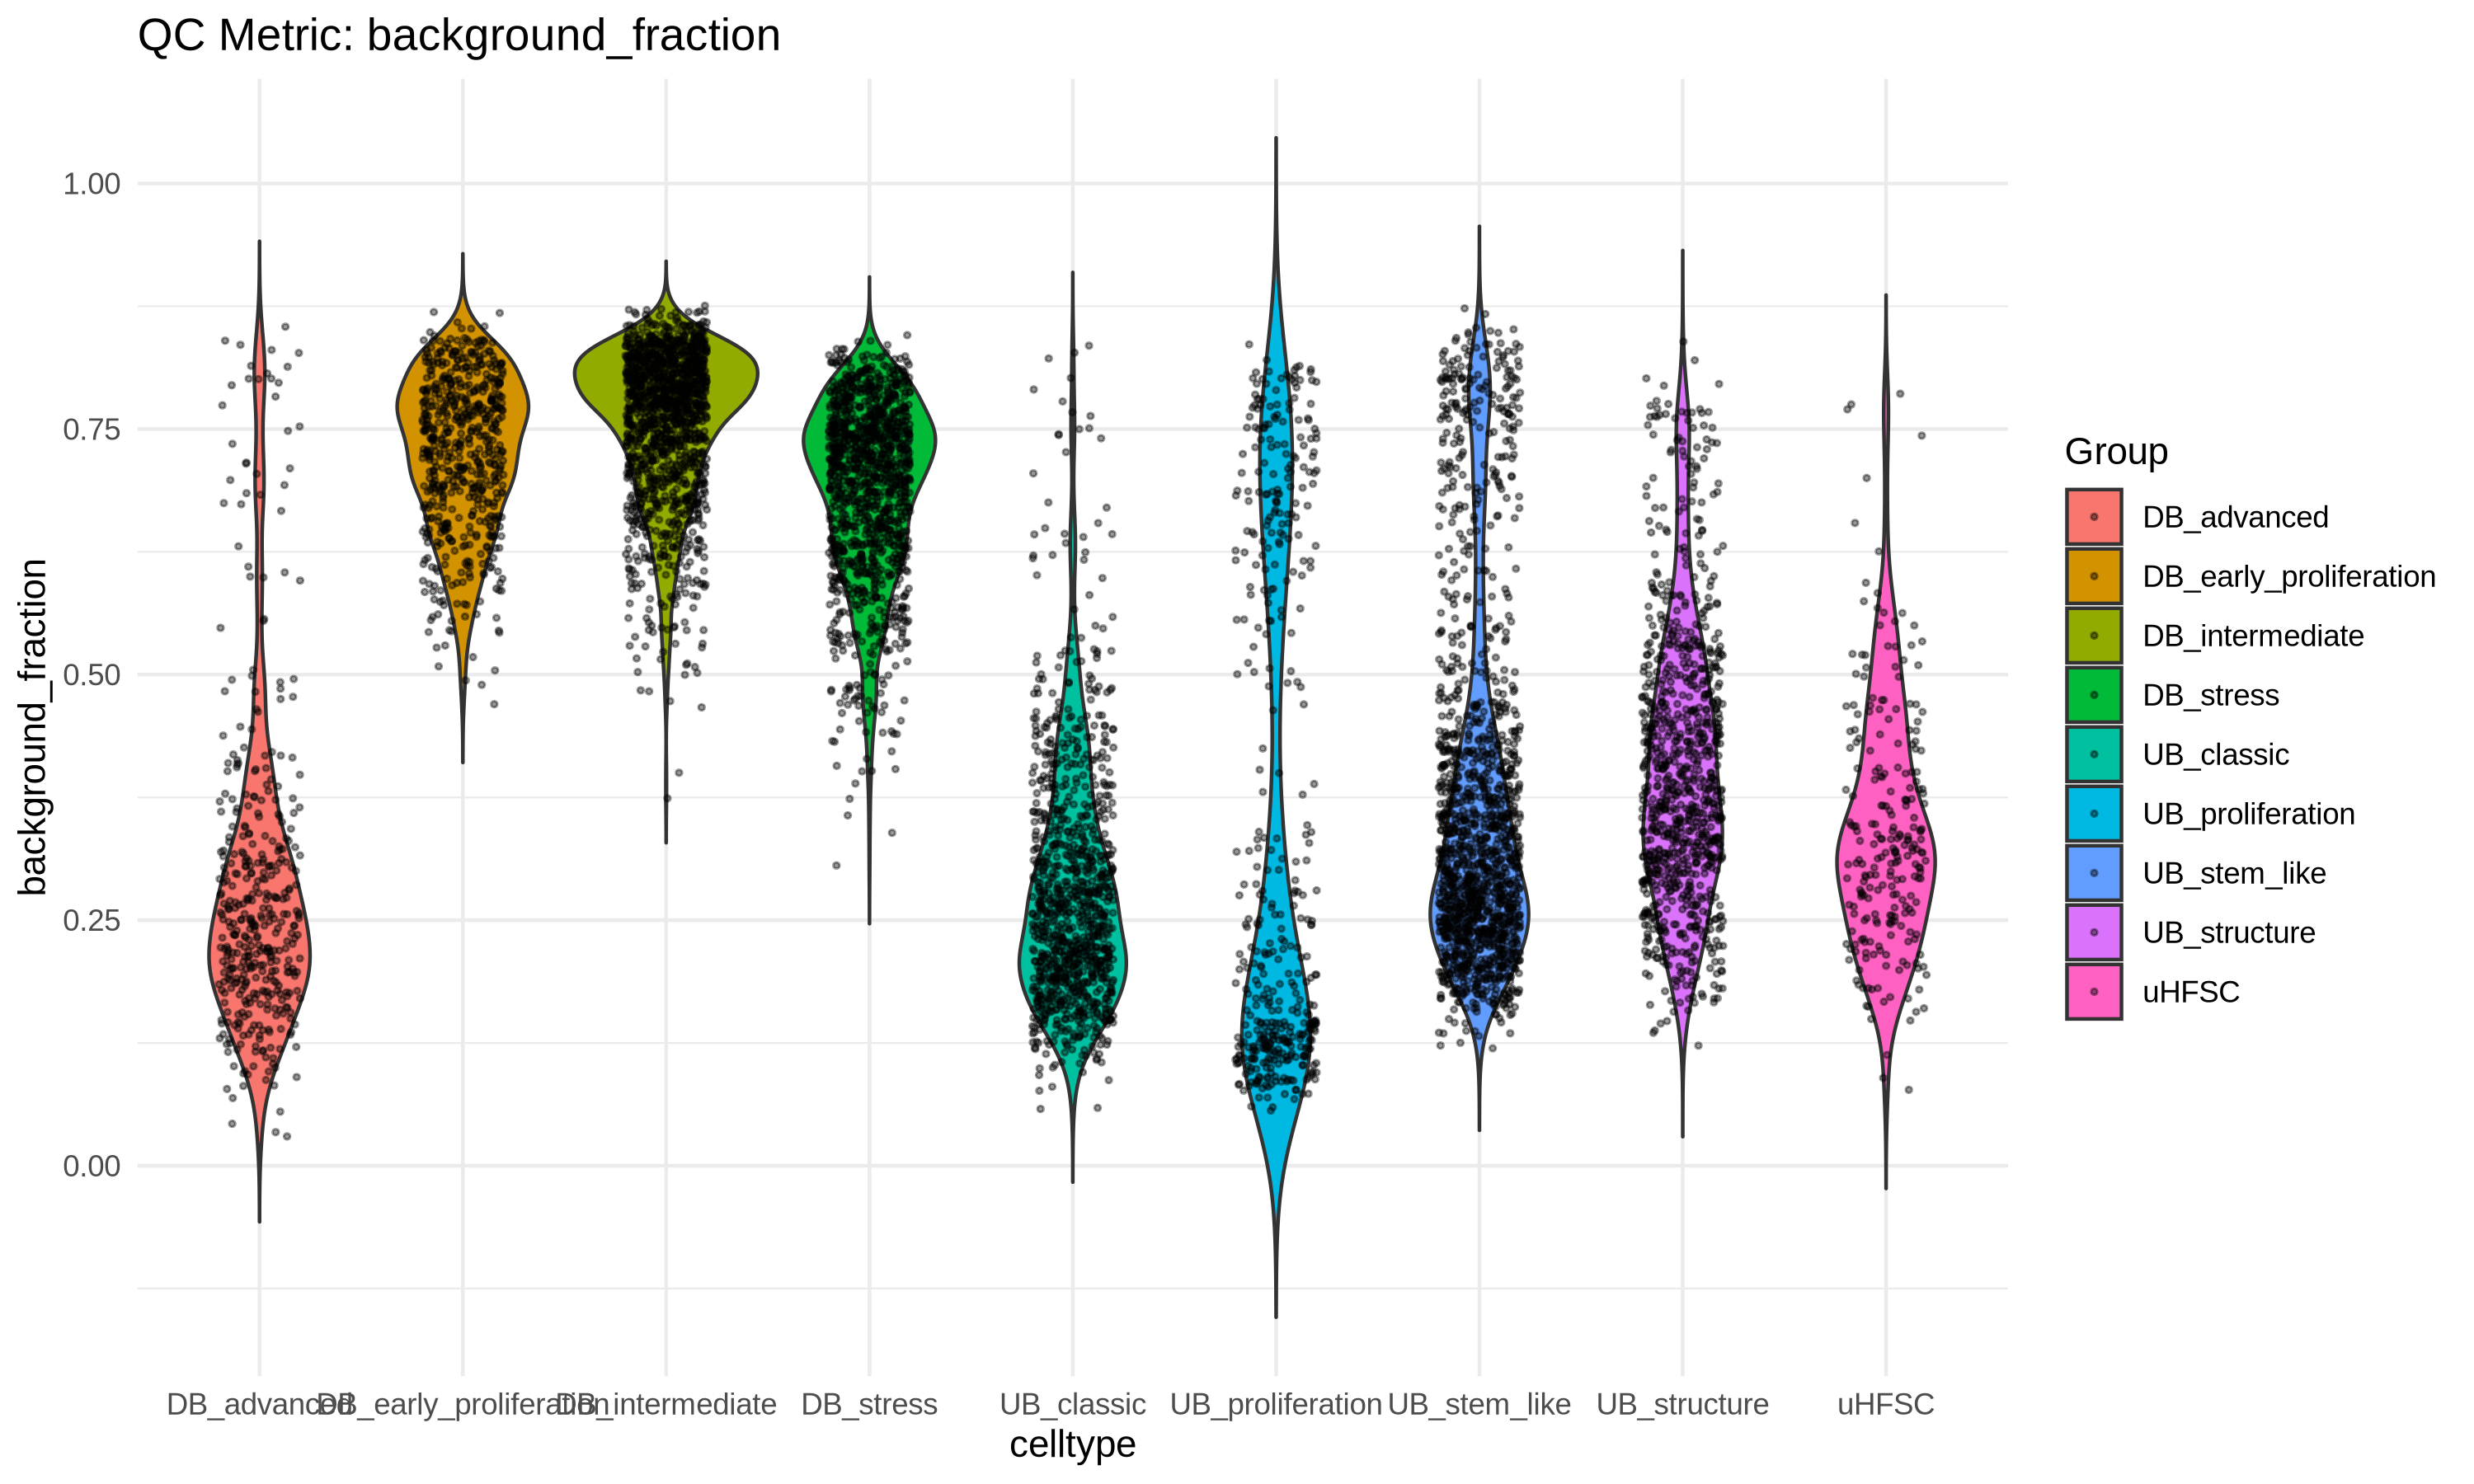 QC Metric: background_fraction
1.00
0.75
0.50
0.25
0.00
background_fraction
DB_advanced
DB_early_proliferation
DB_intermediate
DB_stress
UB_classic
UB_proliferation
UB_stem_like
UB_structure
uHFSC
celltype
Group
DB_advanced
DB_early_proliferation
DB_intermediate
DB_stress
UB_classic
UB_proliferation
UB_stem_like
UB_structure
uHFSC